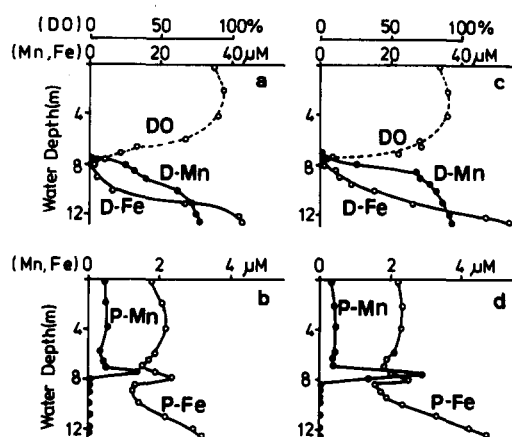 (DO) 0 50 100% 0 50 100%
(Mn,Fe) 0 20 40 μM 0 20 40 μM
a c
Water Depth(m)
4
8
12
DO
D-Mn
D-Fe
4
8
12
DO
D-Mn
D-Fe
(Mn,Fe) 0 2 4 μM 0 2 4 μM
b d
Water Depth(m)
4
8
12
P-Mn
P-Fe
4
8
12
P-Mn
P-Fe